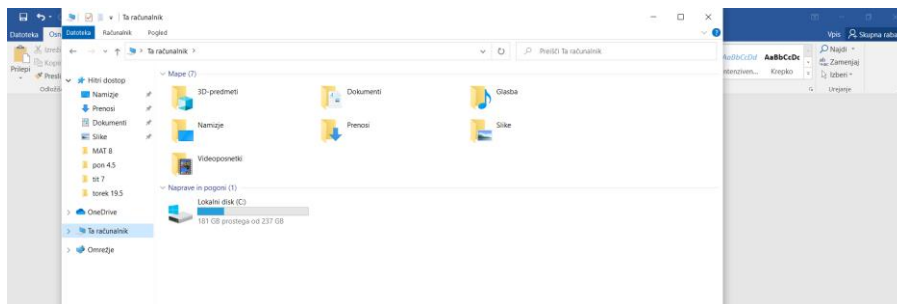 Ta računalnik
Datoteka Računalnik Pogled
Datoteka
Vpis Skupna raba
Ta računalnik
Prilepi
AaBbCcDd AaBbCcDc
Krepko
Najdi
Zamenjaj
Izberi
Urejanje
Hitri dostop
Namizje
Prenosi
Dokumenti
Slike
MAT 8
pon 4.5
sit 7
torek 19.5
OneDrive
Ta računalnik
Omrežje
Mape (7)
3D-predmeti Dokumenti Glasba
Namizje Prenosi Slike
Videoposnetki
Naprave in pogoni (1)
Lokalni disk (C:)
181 GB prostega od 237 GB